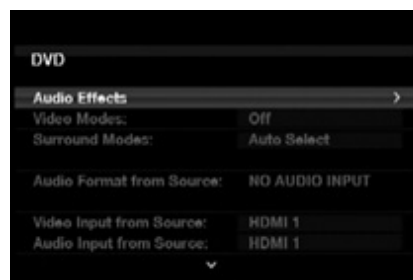 DVD
Audio Effects >
Video Modes: Off
Surround Modes: Auto Select
Audio Format from Source: NO AUDIO INPUT
Video Input from Source: HDMI 1
Audio Input from Source: HDMI 1